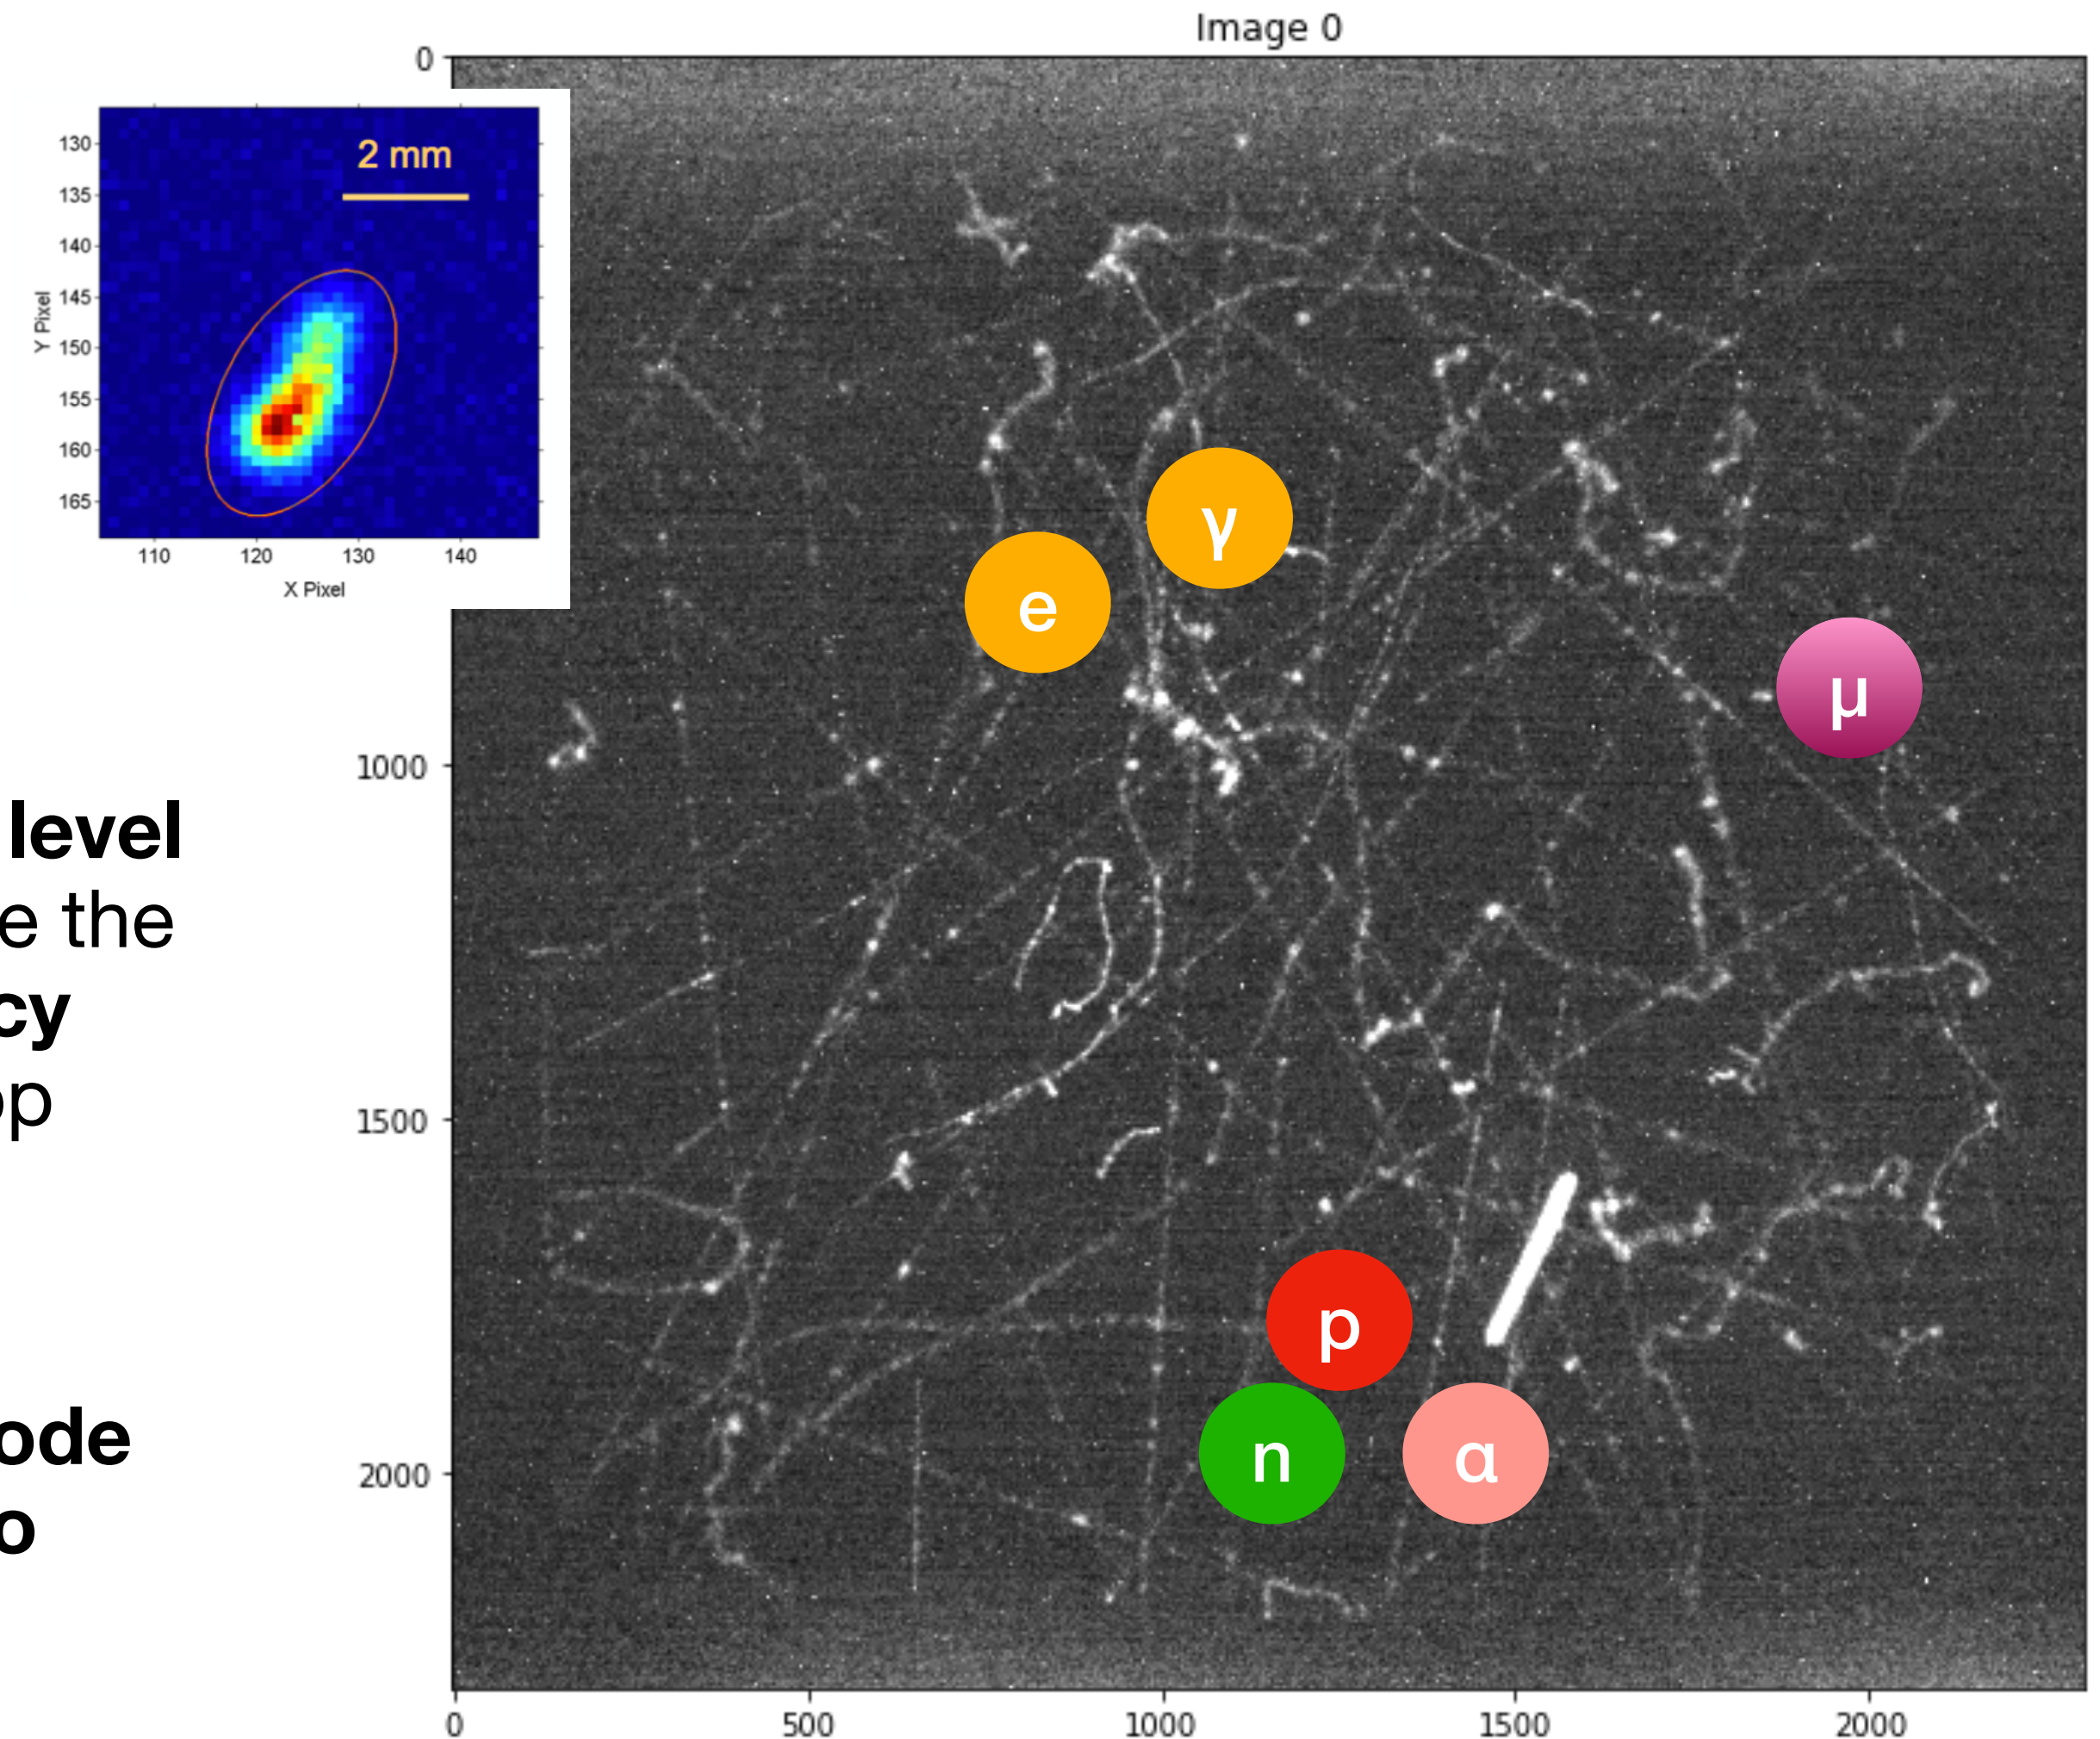 Image 0
0
1000
1500
2000
0
500
1000
1500
2000
2 mm
130
135
140
145
150
155
160
165
Y Pixel
110
120
130
140
X Pixel
γ
e
μ
p
n
α
level
e the
cy
op
ode
o